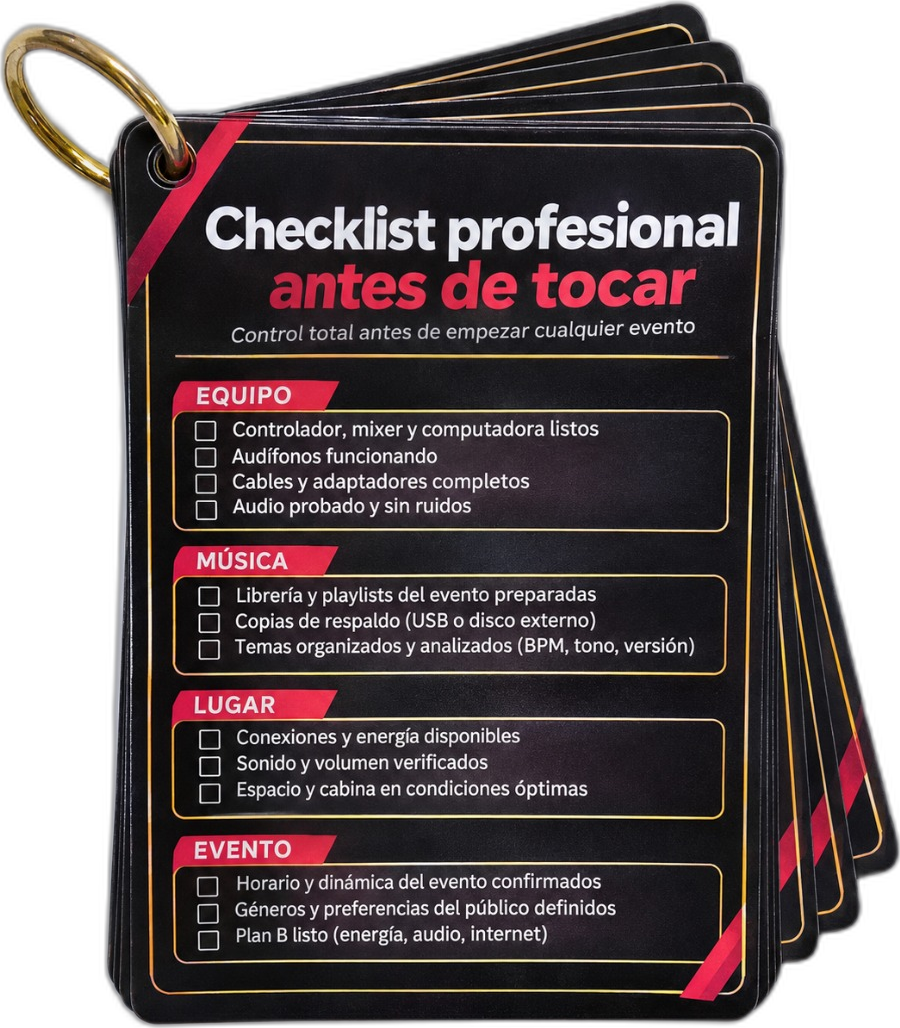 Checklist profesional
antes de tocar
Control total antes de empezar cualquier evento
EQUIPO
Controlador, mixer y computadora listos
Audífonos funcionando
Cables y adaptadores completos
Audio probado y sin ruidos
MÚSICA
Librería y playlists del evento preparadas
Copias de respaldo (USB o disco externo)
Temas organizados y analizados (BPM, tono, versión)
LUGAR
Conexiones y energía disponibles
Sonido y volumen verificados
Espacio y cabina en condiciones óptimas
EVENTO
Horario y dinámica del evento confirmados
Géneros y preferencias del público definidos
Plan B listo (energía, audio, internet)